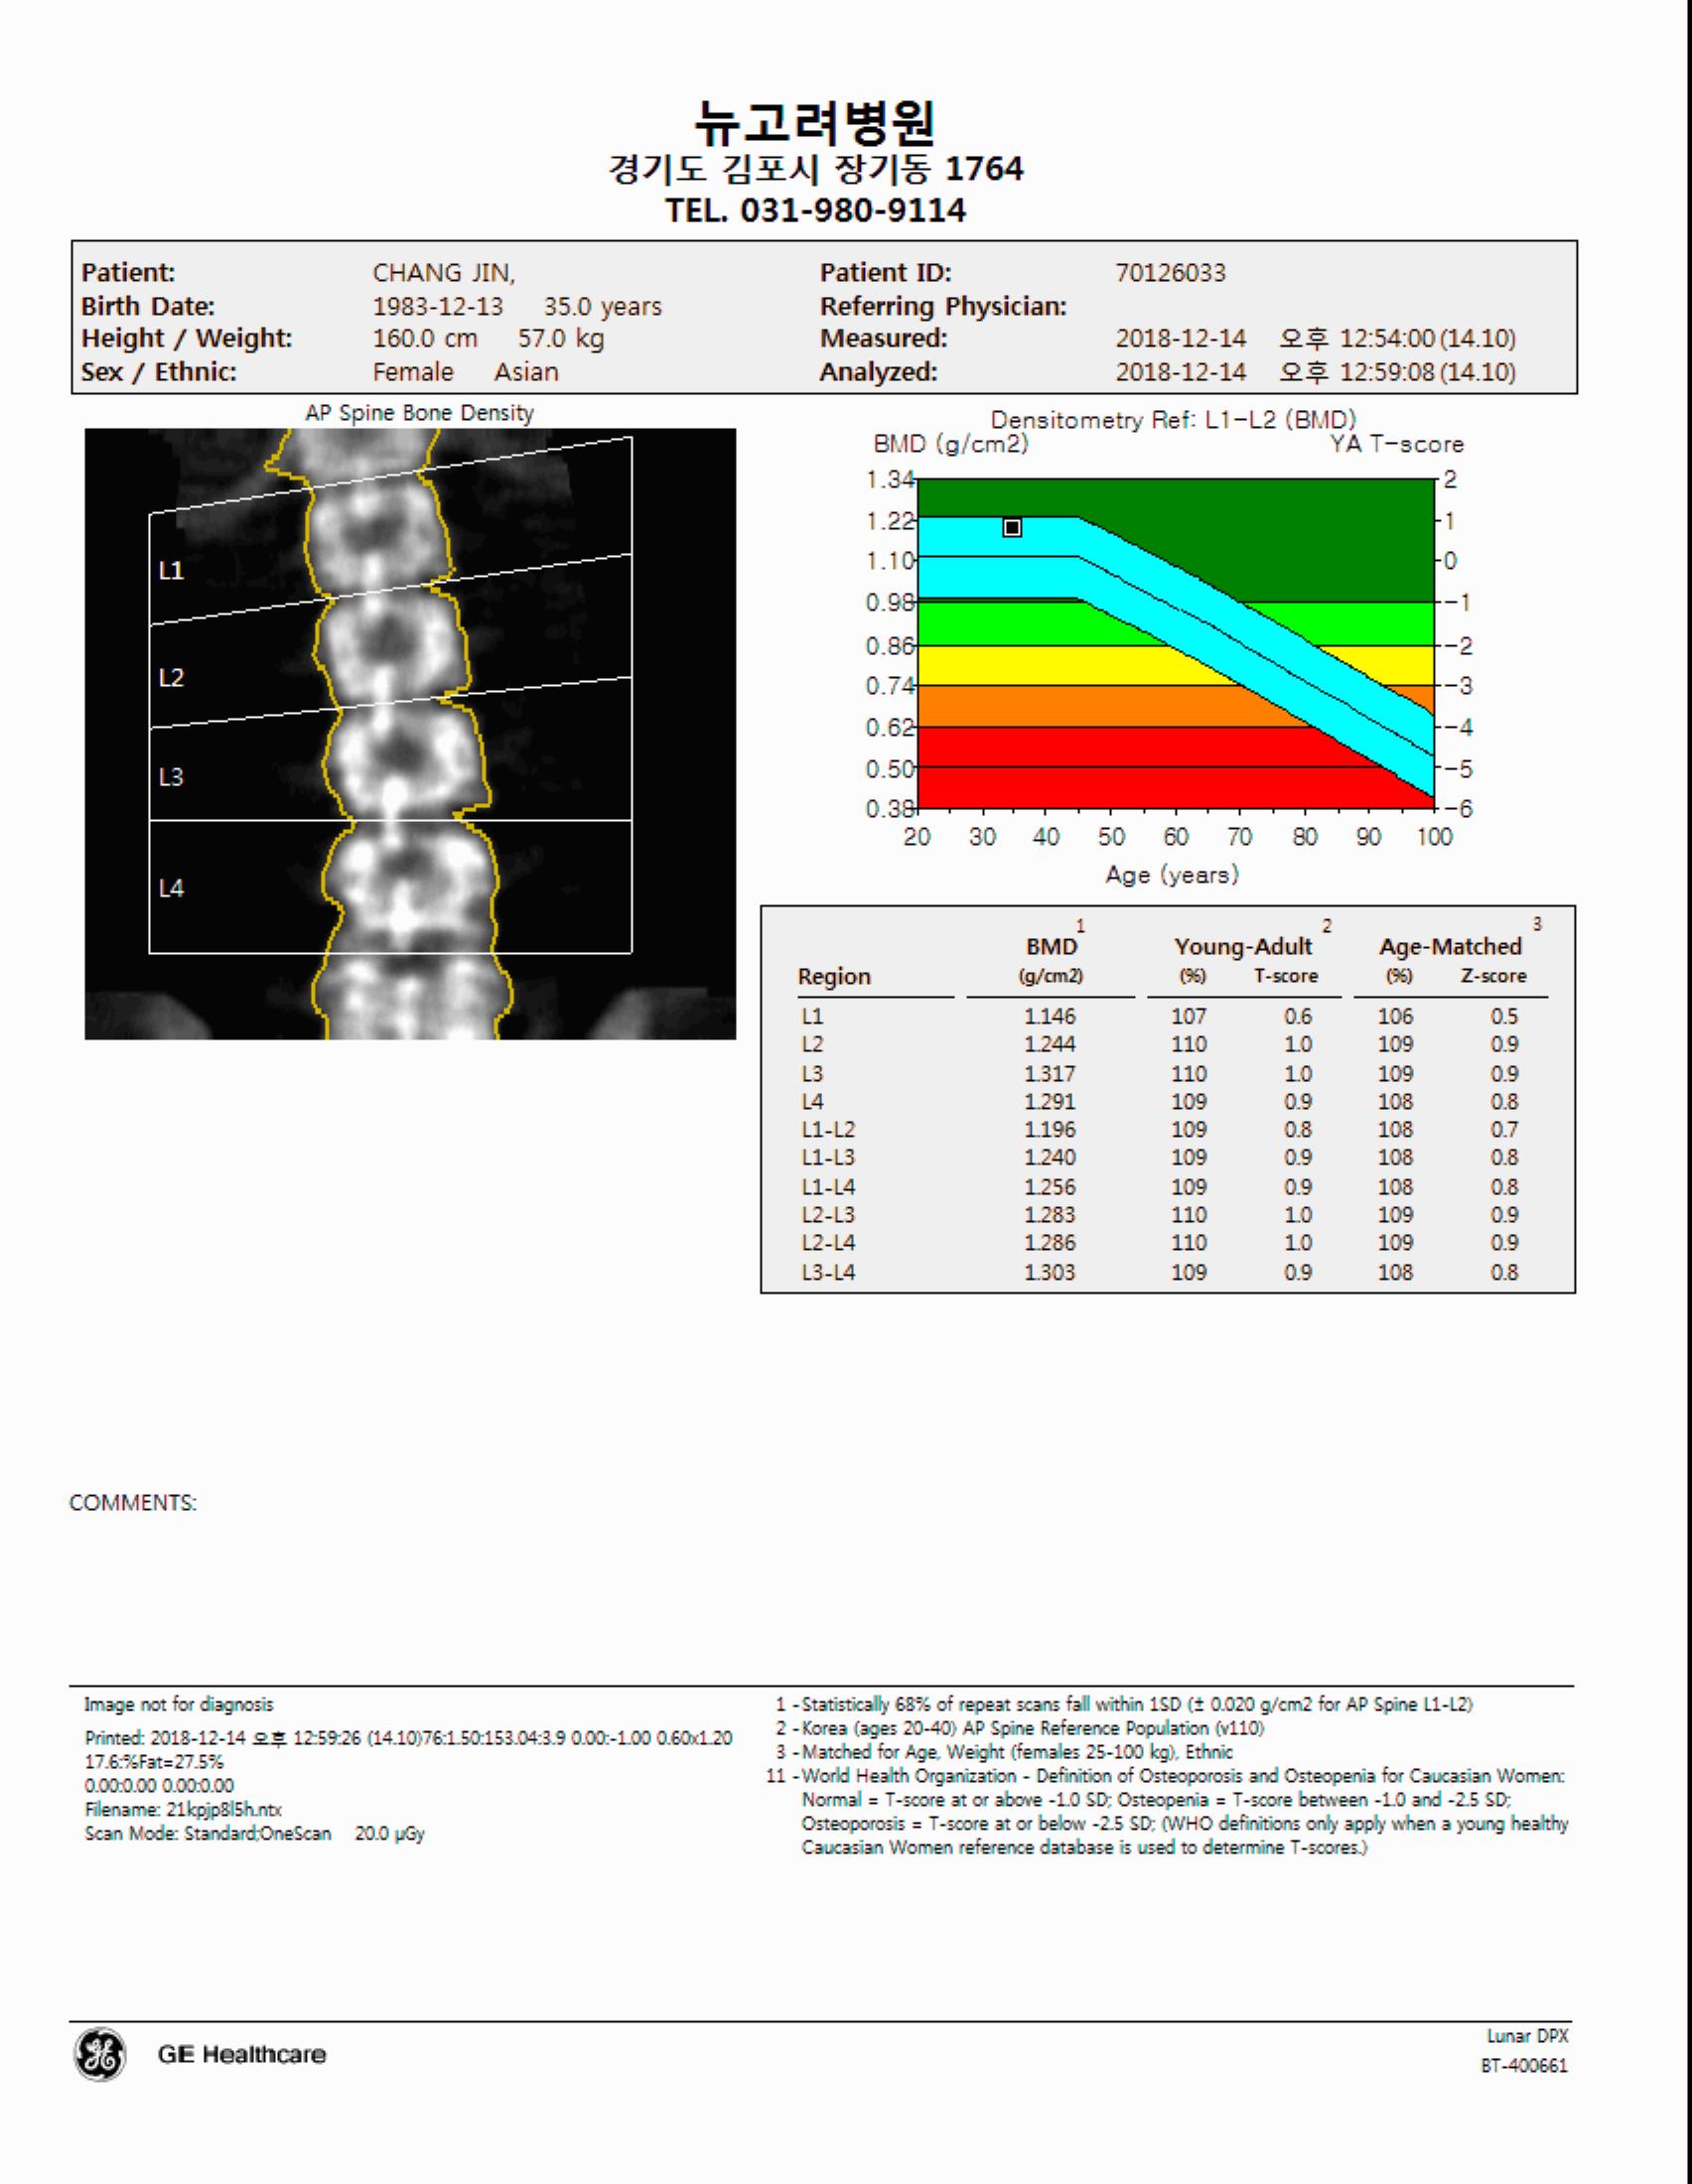 뉴고려병원
경기도 김포시 장기동 1764
TEL. 031-980-9114
Patient: CHANG JIN, Patient ID: 70126033
Birth Date: 1983-12-13 35.0 years Referring Physician:
Height / Weight: 160.0 cm 57.0 kg Measured: 2018-12-14 오후 12:54:00 (14.10)
Sex / Ethnic: Female Asian Analyzed: 2018-12-14 오후 12:59:08 (14.10)
AP Spine Bone Density
L1
L2
L3
L4
Densitometry Ref: L1-L2 (BMD)
BMD (g/cm2) YA T-score
1.34 2
1.22 1
1.10 0
0.98 -1
0.86 -2
0.74 -3
0.62 -4
0.50 -5
0.38 -6
20 30 40 50 60 70 80 90 100
Age (years)
1 2 3
BMD Young-Adult Age-Matched
Region (g/cm2) (%) T-score (%) Z-score
L1 1.146 107 0.6 106 0.5
L2 1.244 110 1.0 109 0.9
L3 1.317 110 1.0 109 0.9
L4 1.291 109 0.9 108 0.8
L1-L2 1.196 109 0.8 108 0.7
L1-L3 1.240 109 0.9 108 0.8
L1-L4 1.256 109 0.9 108 0.8
L2-L3 1.283 110 1.0 109 0.9
L2-L4 1.286 110 1.0 109 0.9
L3-L4 1.303 109 0.9 108 0.8
COMMENTS:
Image not for diagnosis
Printed: 2018-12-14 오후 12:59:26 (14.10)76:1.50:153.04:3.9 0.00:-1.00 0.60x1.20
17.6:%Fat=27.5%
0.00:0.00 0.00:0.00
Filename: 21kpjp8l5h.ntx
Scan Mode: Standard;OneScan 20.0 µGy
1 -Statistically 68% of repeat scans fall within 1SD (± 0.020 g/cm2 for AP Spine L1-L2)
2 -Korea (ages 20-40) AP Spine Reference Population (v110)
3 -Matched for Age, Weight (females 25-100 kg), Ethnic
11 -World Health Organization - Definition of Osteoporosis and Osteopenia for Caucasian Women:
Normal = T-score at or above -1.0 SD; Osteopenia = T-score between -1.0 and -2.5 SD;
Osteoporosis = T-score at or below -2.5 SD; (WHO definitions only apply when a young healthy
Caucasian Women reference database is used to determine T-scores.)
GE Healthcare
Lunar DPX
BT-400661